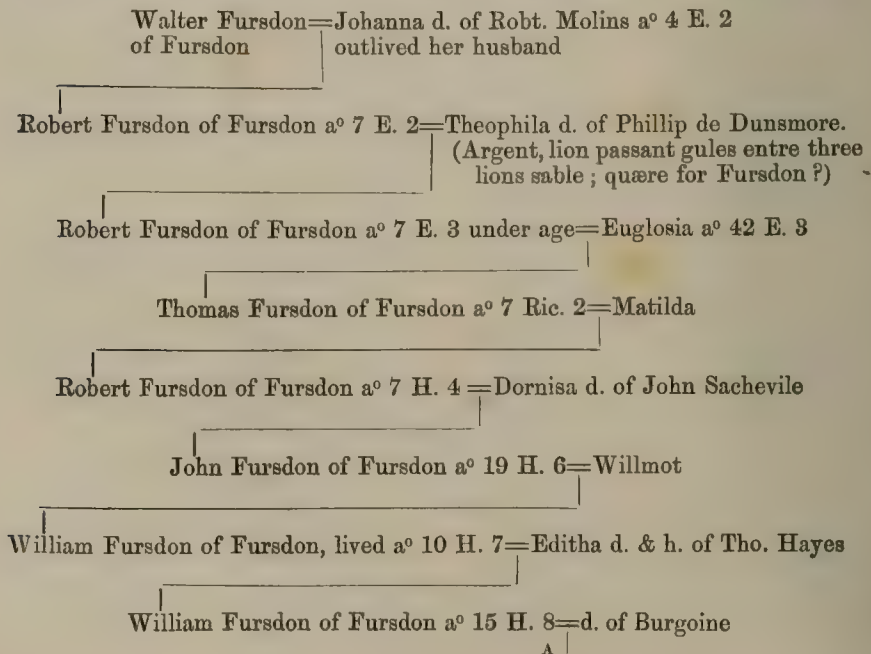 Walter Fursdon=Johanna d. of Robt. Molins aº 4 E. 2
of Fursdon outlived her husband
Robert Fursdon of Fursdon aº 7 E. 2=Theophila d. of Phillip de Dunsmore.
(Argent, lion passant gules entre three
lions sable; quære for Fursdon?)
Robert Fursdon of Fursdon aº 7 E. 3 under age=Euglosia aº 42 E. 3
Thomas Fursdon of Fursdon aº 7 Ric. 2=Matilda
Robert Fursdon of Fursdon aº 7 H. 4=Dornisa d. of John Sachevile
John Fursdon of Fursdon aº 19 H. 6=Willmot
William Fursdon of Fursdon, lived aº 10 H. 7=Editha d. & h. of Tho. Hayes
William Fursdon of Fursdon aº 15 H. 8=d. of Burgoine
A